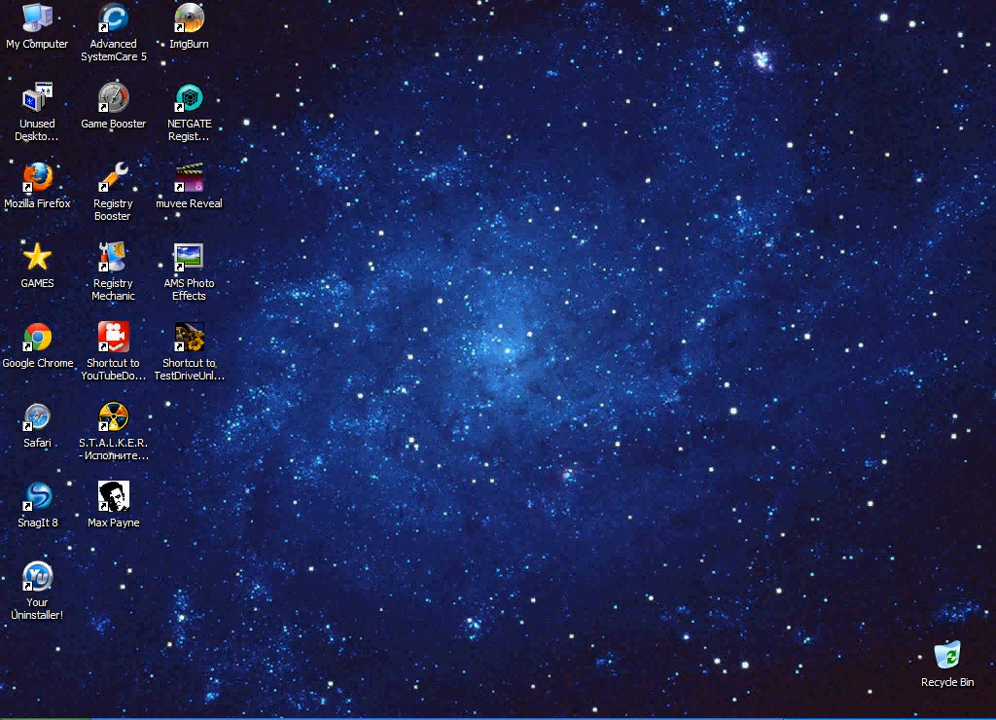 My Computer
Advanced
SystemCare 5
ImgBurn
Unused
Deskto...
Game Booster
NETGATE
Regist...
Mozilla Firefox
Registry
Booster
muvee Reveal
GAMES
Registry
Mechanic
AMS Photo
Effects
Google Chrome
Shortcut to
YouTubeDo...
Shortcut to
TestDriveUnl...
Safari
S.T.A.L.K.E.R.
- Исполните...
SnagIt 8
Max Payne
Your
Uninstaller!
Recycle Bin